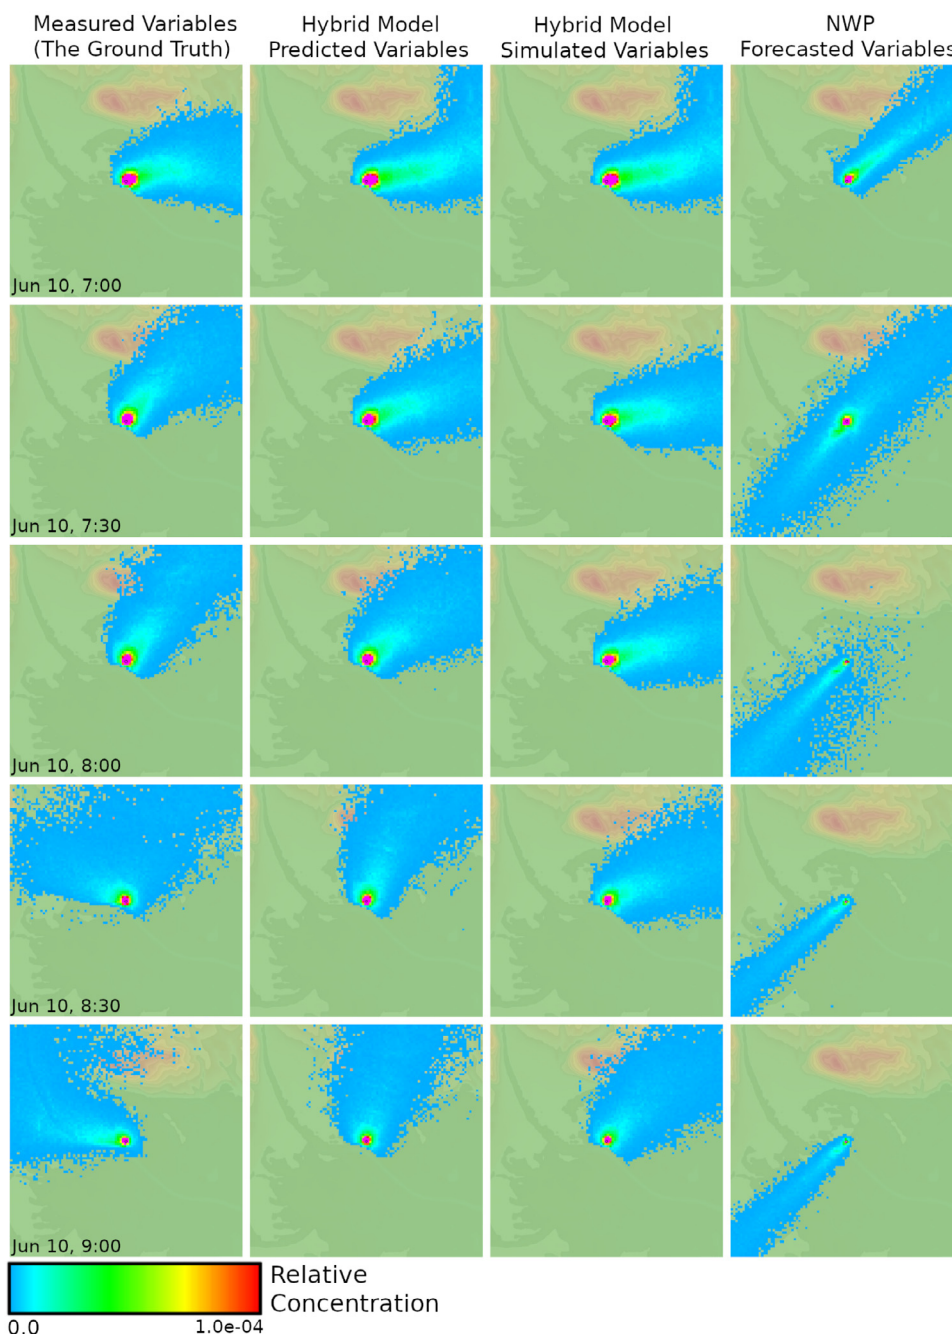 Measured Variables
(The Ground Truth)
Hybrid Model
Predicted Variables
Hybrid Model
Simulated Variables
NWP
Forecasted Variables
Jun 10, 7:00
Jun 10, 7:30
Jun 10, 8:00
Jun 10, 8:30
Jun 10, 9:00
Relative
Concentration
0.0
1.0e-04